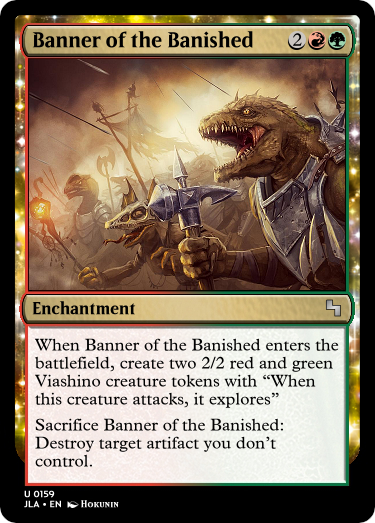 Banner of the Banished 2
Enchantment
When Banner of the Banished enters the
battlefield, create two 2/2 red and green
Viashino creature tokens with “When
this creature attacks, it explores”
Sacrifice Banner of the Banished:
Destroy target artifact you don’t
control.
U 0159
JLA • EN Hokunin